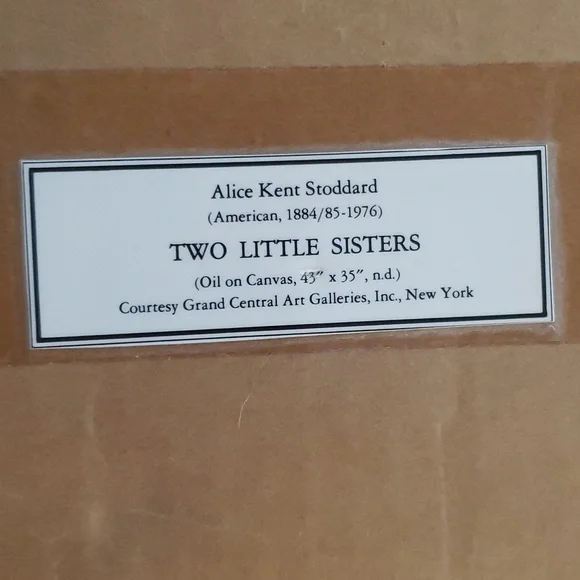 Alice Kent Stoddard
(American, 1884/85-1976)
TWO LITTLE SISTERS
(Oil on Canvas, 43″ x 35″, n.d.)
Courtesy Grand Central Art Galleries, Inc., New York